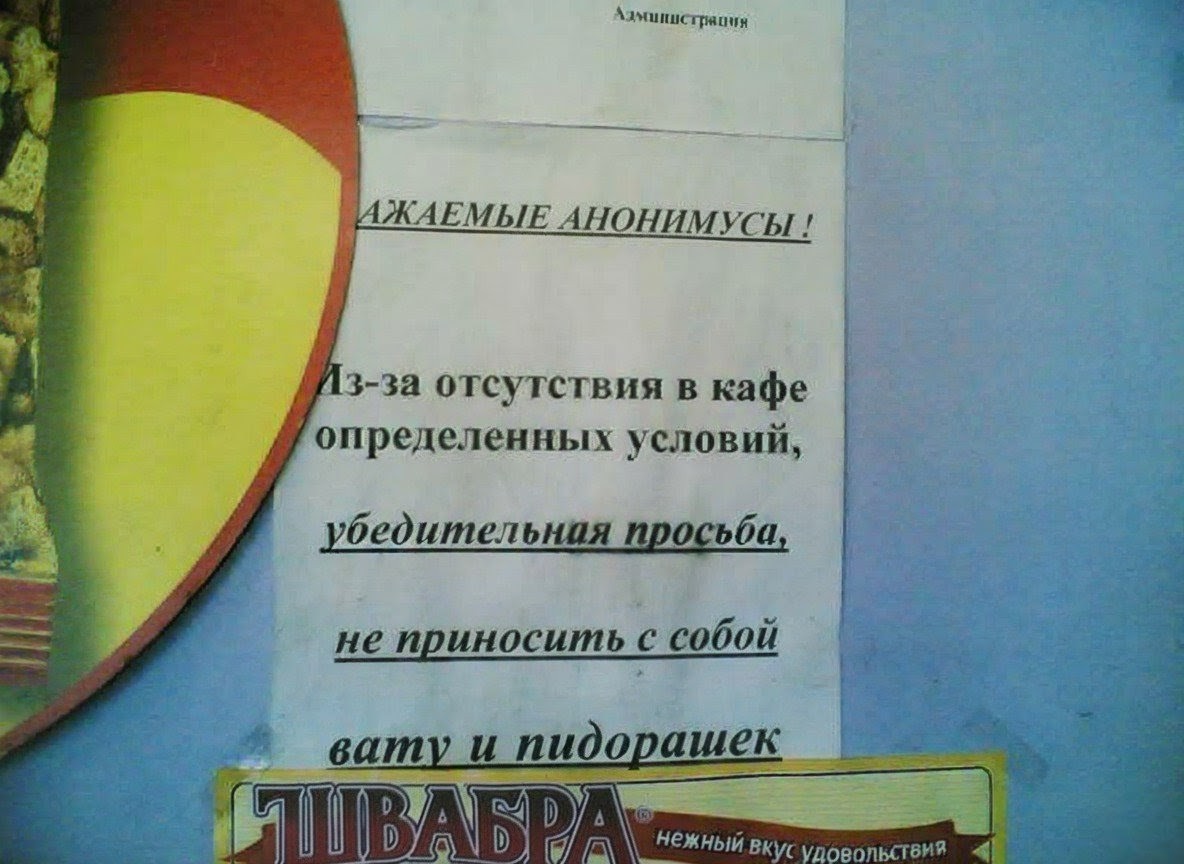 Администрация
АЖАЕМЫЕ АНОНИМУСЫ !
Из-за отсутствия в кафе
определенных условий,
убедительная просьба,
не приносить с собой
вату и пидорашек
ШВАБРА®
нежный вкус удовольствия